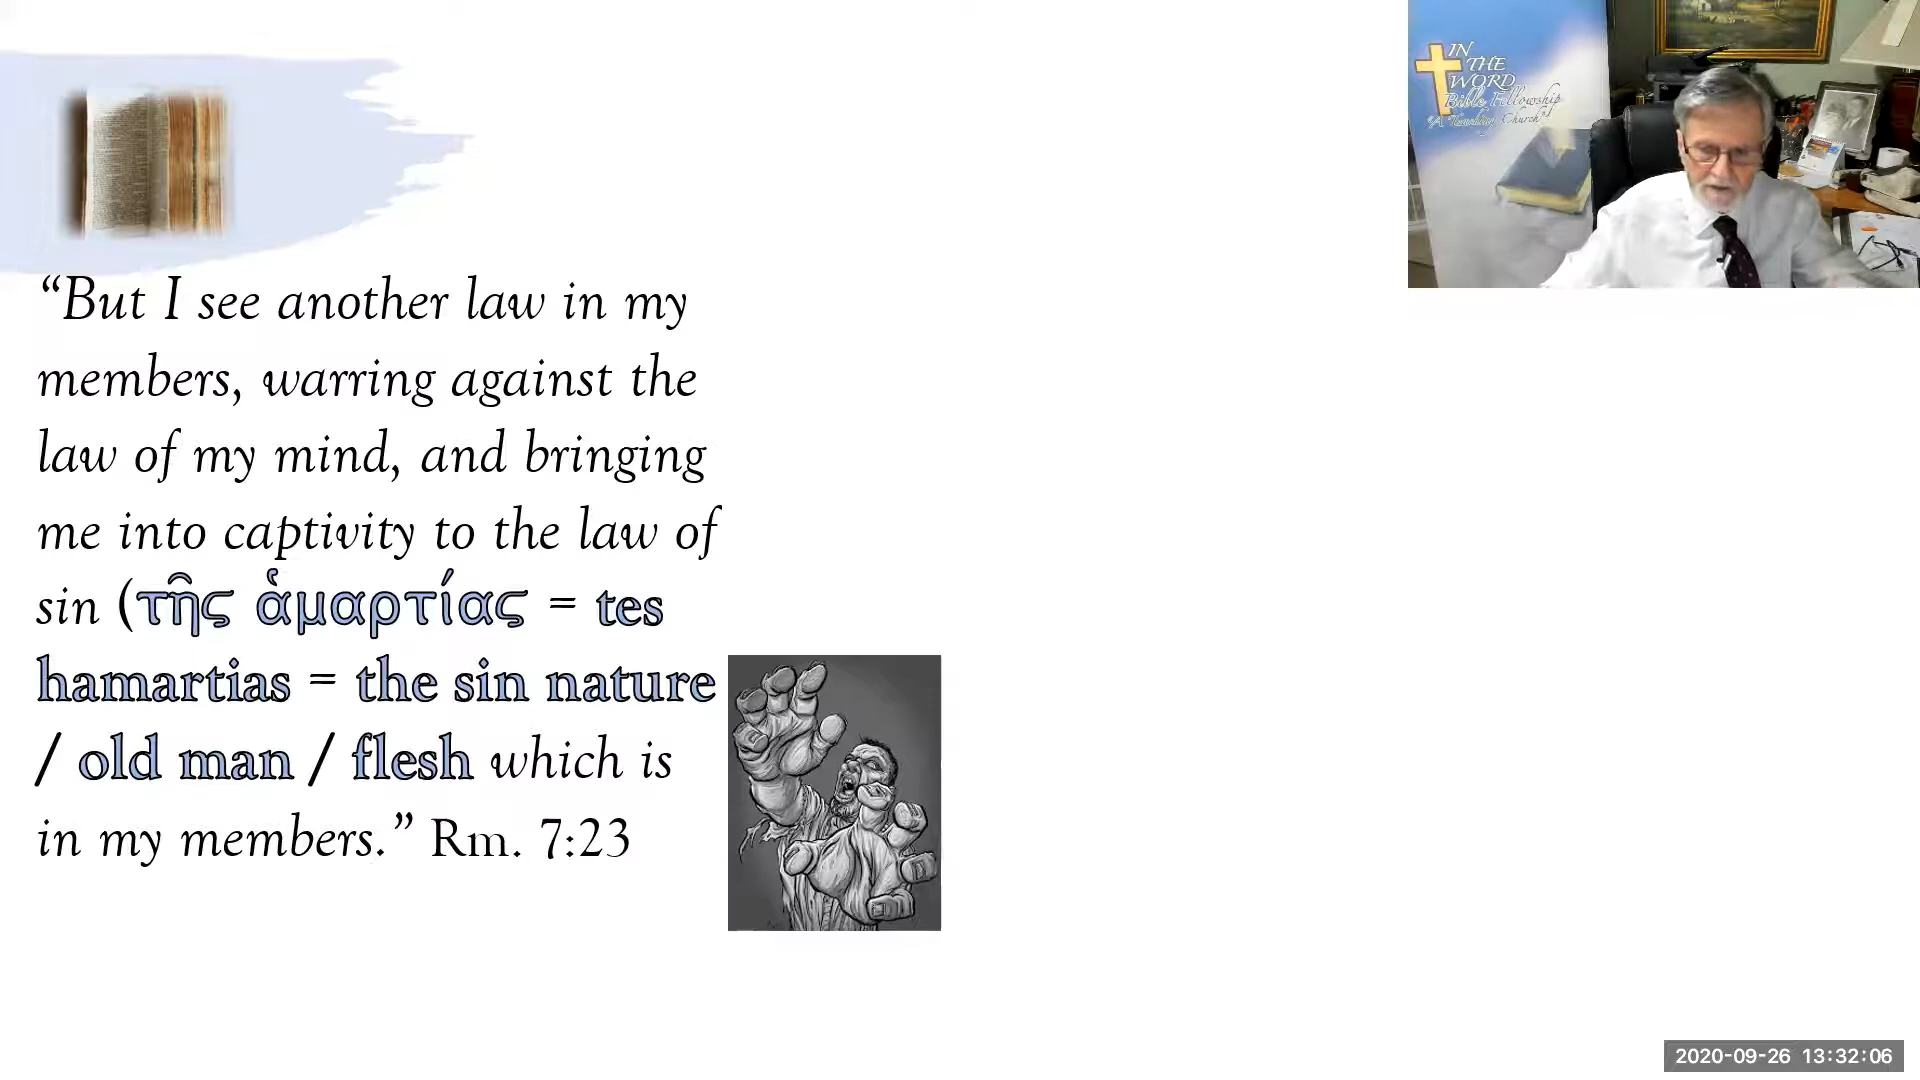 “But I see another law in my
members, warring against the
law of my mind, and bringing
me into captivity to the law of
sin (τῆς ἁμαρτίας = tes
hamartias = the sin nature
/ old man / flesh which is
in my members.” Rm. 7:23
IN
THE
WORD
Bible Fellowship
“A Teaching Church”
2020-09-26 13:32:06